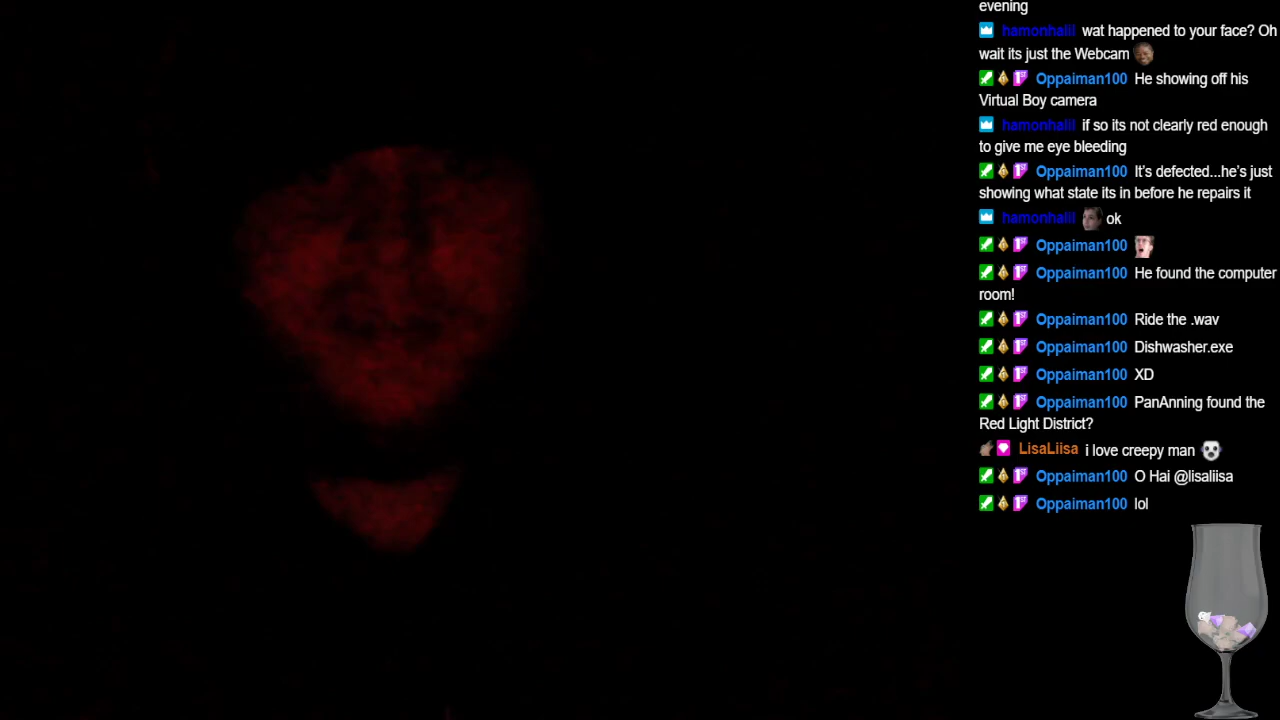 evening
hamonhalli wat happened to your face? Oh
wait its just the Webcam
Oppaiman100 He showing off his
Virtual Boy camera
hamonhalli if so its not clearly red enough
to give me eye bleeding
Oppaiman100 It's defected...he's just
showing what state its in before he repairs it
hamonhalli ok
Oppaiman100
Oppaiman100 He found the computer
room!
Oppaiman100 Ride the .wav
Oppaiman100 Dishwasher.exe
Oppaiman100 XD
Oppaiman100 PanAnning found the
Red Light District?
LisaLiisa i love creepy man
Oppaiman100 O Hai @lisaliisa
Oppaiman100 lol